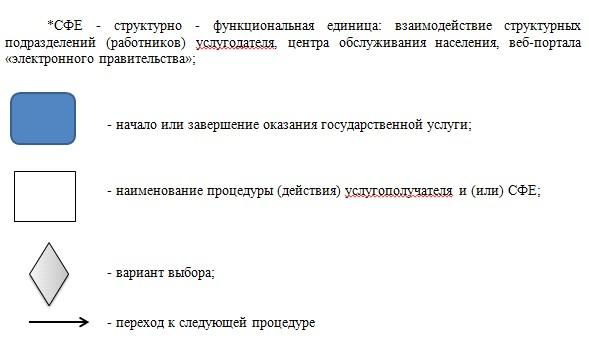 *СФЕ - структурно - функциональная единица: взаимодействие структурных
подразделений (работников) услугодателя, центра обслуживания населения, веб-портала
«электронного правительства»;
- начало или завершение оказания государственной услуги;
- наименование процедуры (действия) услугополучателя и (или) СФЕ;
- вариант выбора;
- переход к следующей процедуре